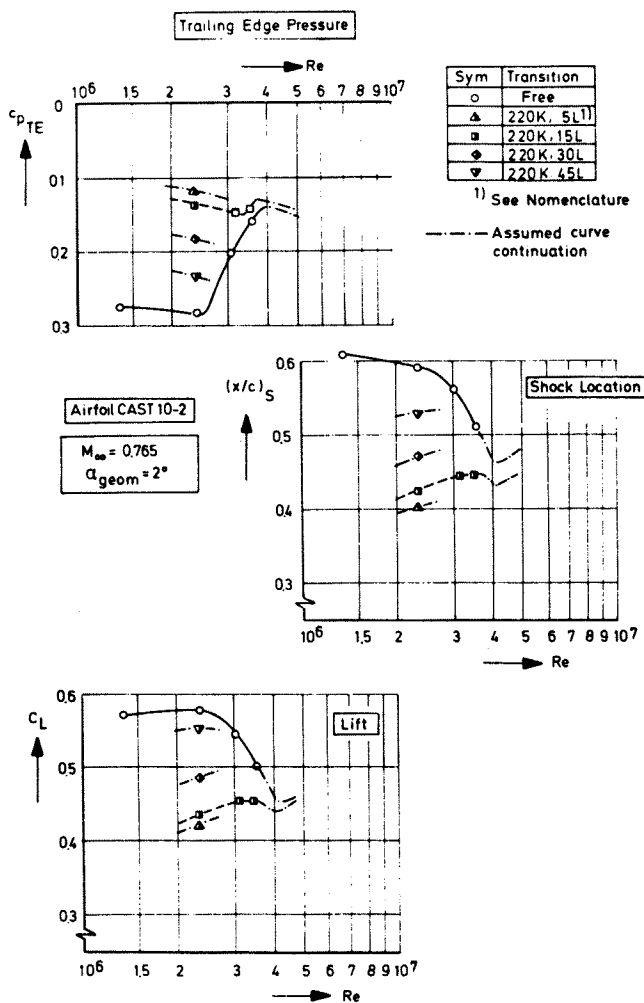 Trailing Edge Pressure
Re
10⁶ 1.5 2 3 4 5 6 7 8 9 10⁷
c_pTE
0
0.1
0.2
0.3
Sym Transition
Free
220K, 5L¹⁾
220K, 15L
220K, 30L
220K, 45L
¹⁾ See Nomenclature
Assumed curve
continuation
Airfoil CAST 10-2
M∞ = 0.765
α_geom = 2°
Shock Location
(x/c)_S
0.6
0.5
0.4
0.3
10⁶ 1.5 2 3 4 5 6 7 8 9 10⁷
Re
Lift
C_L
0.6
0.5
0.4
0.3
10⁶ 1.5 2 3 4 5 6 7 8 9 10⁷
Re